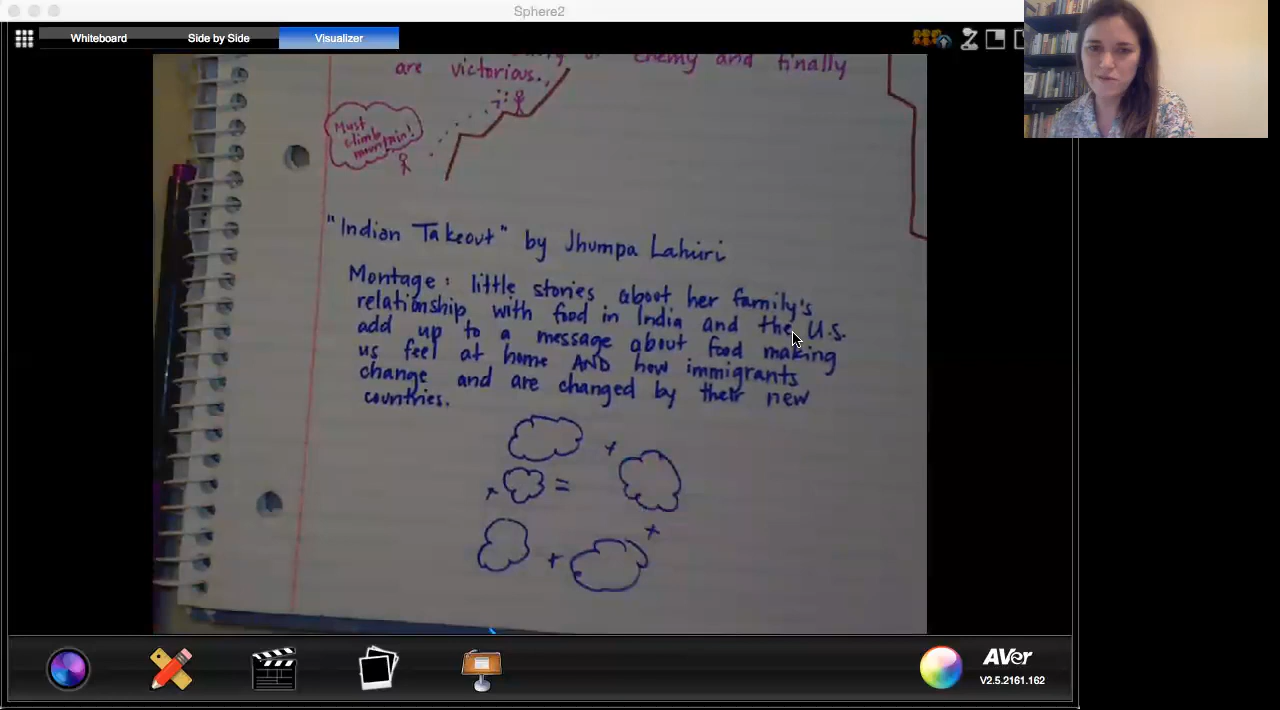 Sphere2
Whiteboard Side by Side Visualizer
enemy and finally
are victorious.
Must
climb
mountain!
"Indian Takeout" by Jhumpa Lahiri
Montage: little stories about her family's
relationship with food in India and the U.S.
add up to a message about food making
us feel at home AND how immigrants
change and are changed by their new
countries.
+
+ =
+
+
AVer
V2.5.2161.162